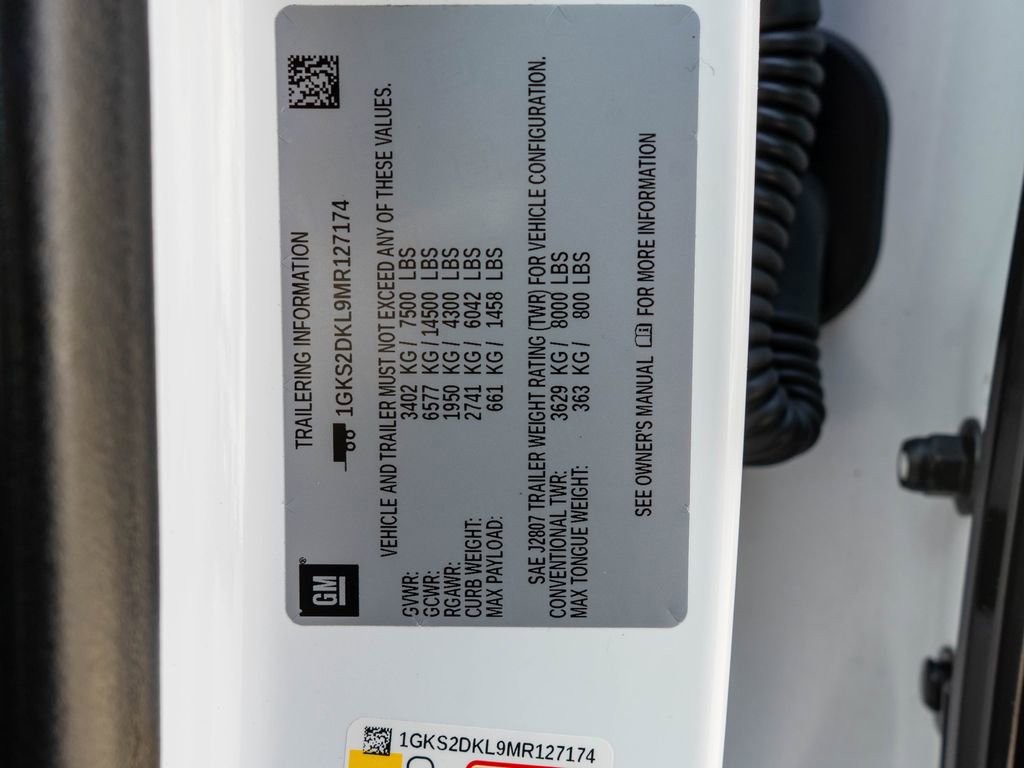 GM®
TRAILERING INFORMATION
1GKS2DKL9MR127174
VEHICLE AND TRAILER MUST NOT EXCEED ANY OF THESE VALUES.
GVWR: 3402 KG / 7500 LBS
GCWR: 6577 KG / 14500 LBS
RGAWR: 1950 KG / 4300 LBS
CURB WEIGHT: 2741 KG / 6042 LBS
MAX PAYLOAD: 661 KG / 1458 LBS
SAE J2807 TRAILER WEIGHT RATING (TWR) FOR VEHICLE CONFIGURATION.
CONVENTIONAL TWR: 3629 KG / 8000 LBS
MAX TONGUE WEIGHT: 363 KG / 800 LBS
SEE OWNER'S MANUAL FOR MORE INFORMATION
1GKS2DKL9MR127174